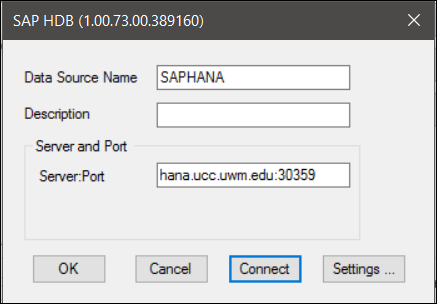 SAP HDB (1.00.73.00.389160)
Data Source Name SAPHANA
Description
Server and Port
Server:Port hana.ucc.uwm.edu:30359
OK Cancel Connect Settings ...